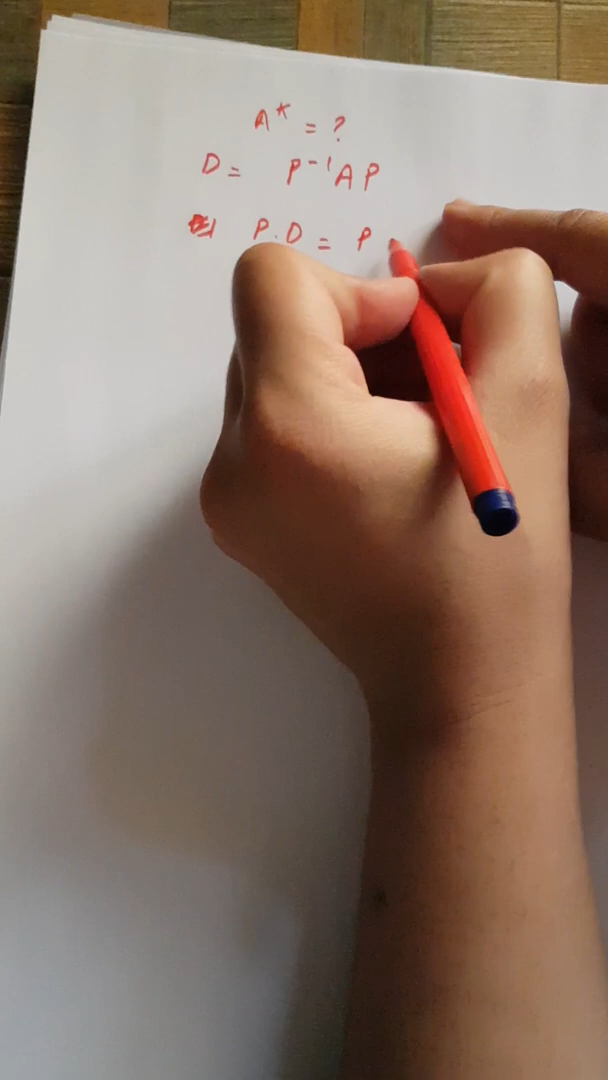 A^k = ?
D = P^-1 A P
P.D = P